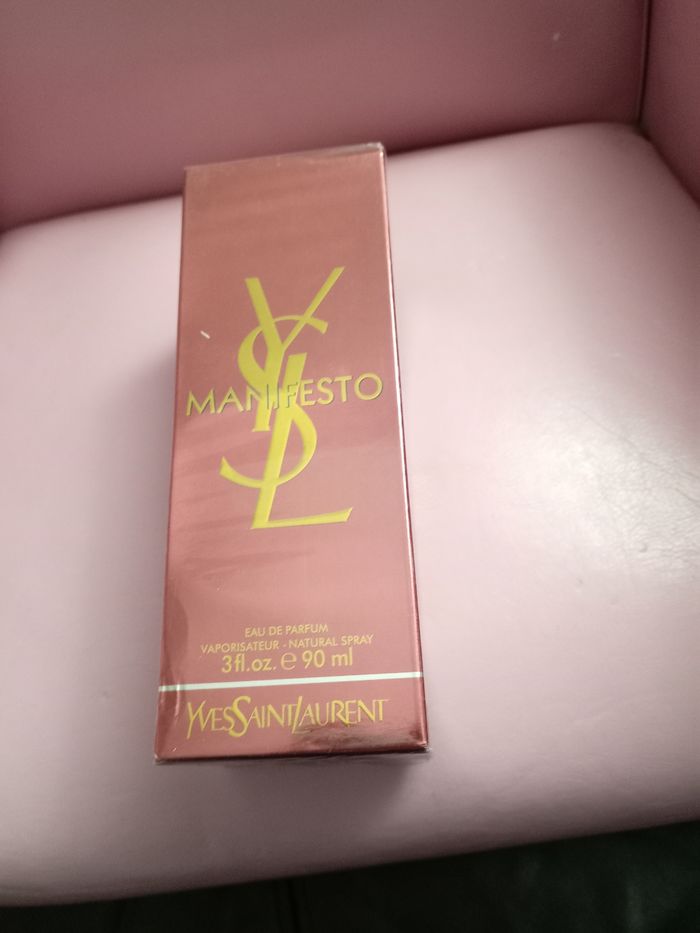 YSL
MANIFESTO
EAU DE PARFUM
VAPORISATEUR - NATURAL SPRAY
3fl.oz. e 90 ml
YVESSAINTLAURENT